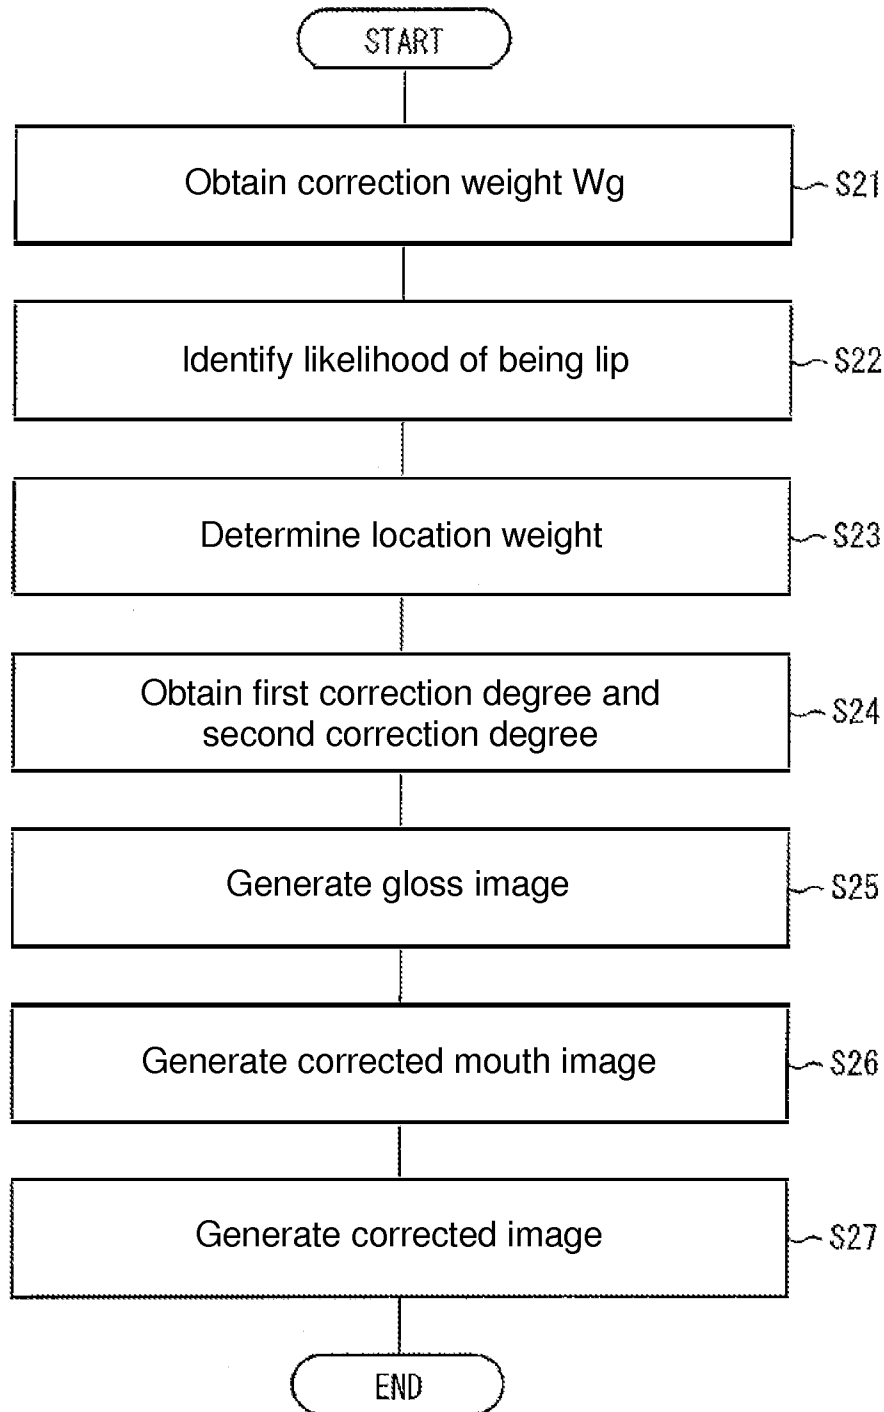 START
Obtain correction weight Wg
S21
Identify likelihood of being lip
S22
Determine location weight
S23
Obtain first correction degree and
second correction degree
S24
Generate gloss image
S25
Generate corrected mouth image
S26
Generate corrected image
S27
END